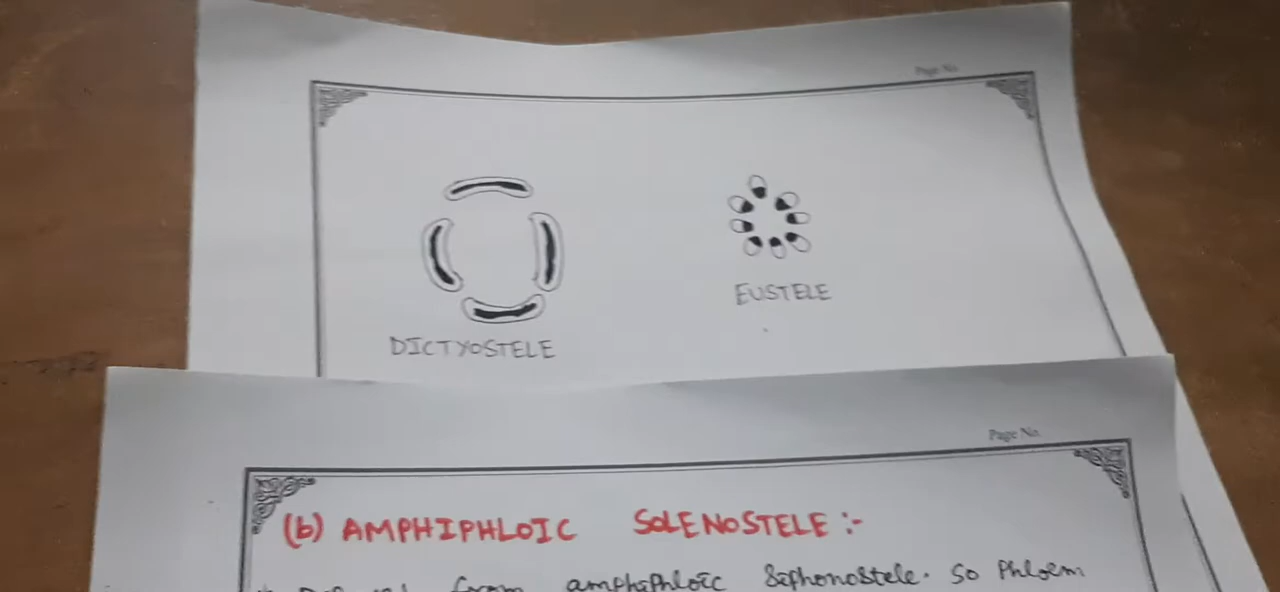 Page No.
EUSTELE
DICTYOSTELE
Page No.
(b) AMPHIPHLOIC SOLENOSTELE :-
from amphiphloic Siphonostele. So Phloem